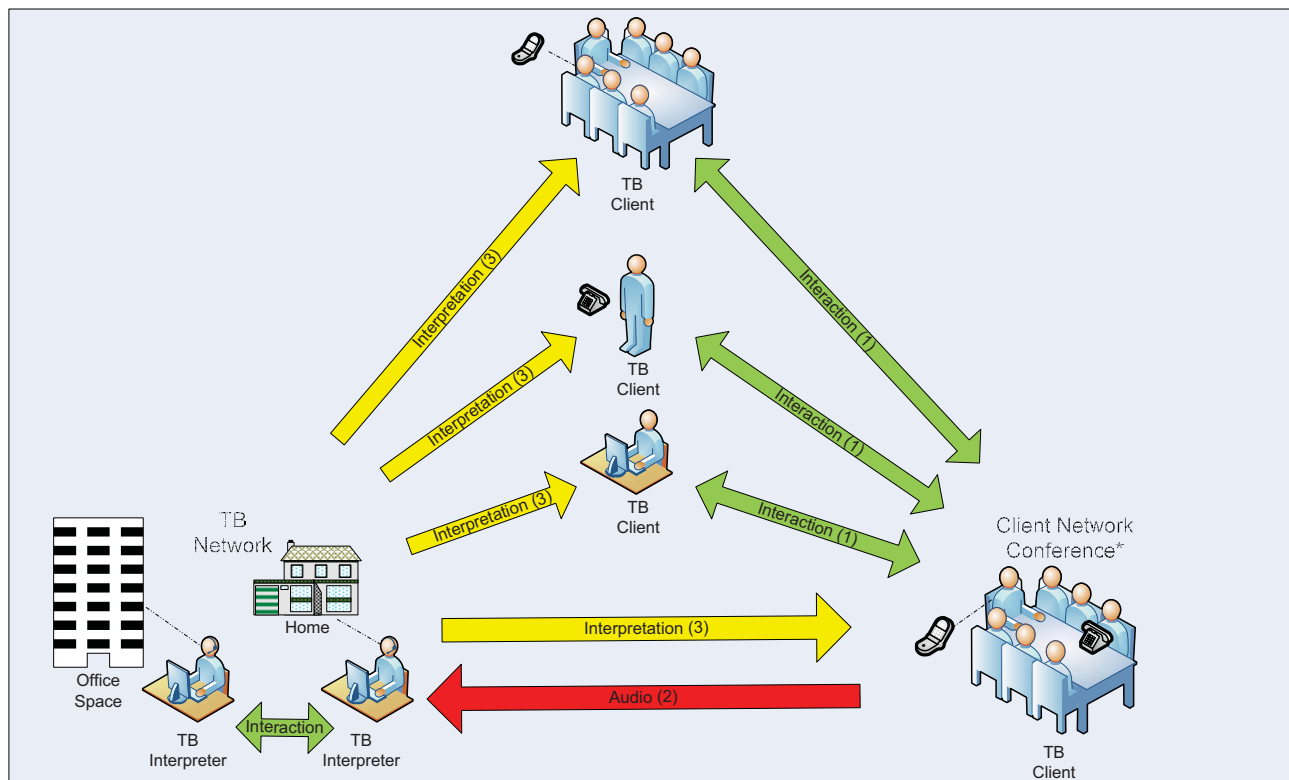 TB
Client
Interpretation (3)
Interaction (1)
TB
Client
Interpretation (3)
Interaction (1)
TB
Client
Interpretation (3)
Interaction (1)
TB
Network
Client Network
Conference*
Home
Interpretation (3)
Office
Space
Audio (2)
Interaction
TB
Interpreter
TB
Interpreter
TB
Client